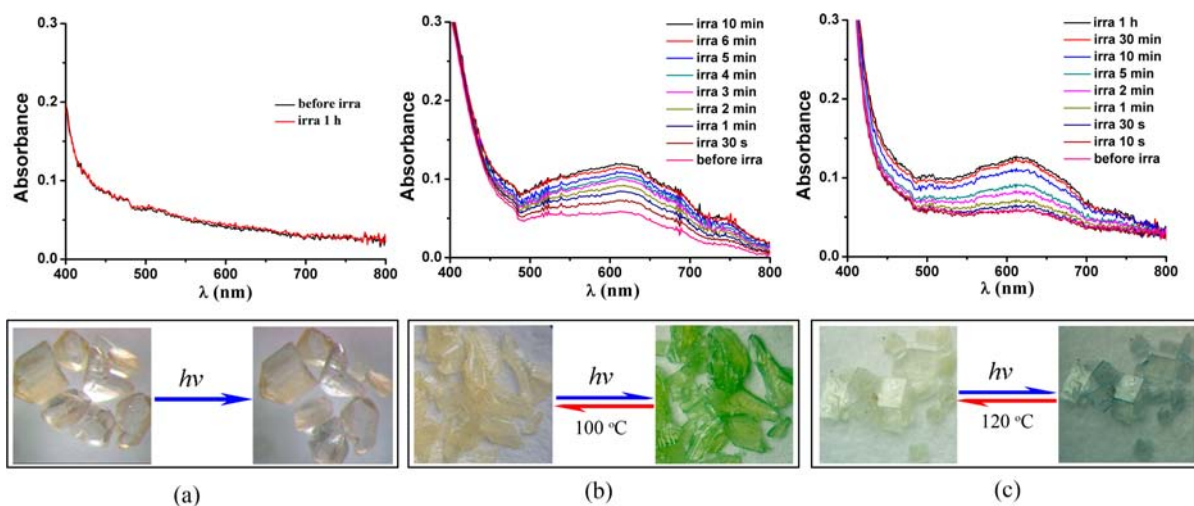 0.3
0.2
0.1
0.0
Absorbance
before irra
irra 1 h
400 500 600 700 800
λ (nm)
0.3
0.2
0.1
0.0
Absorbance
irra 10 min
irra 6 min
irra 5 min
irra 4 min
irra 3 min
irra 2 min
irra 1 min
irra 30 s
before irra
400 500 600 700 800
λ (nm)
0.3
0.2
0.1
0.0
Absorbance
irra 1 h
irra 30 min
irra 10 min
irra 5 min
irra 2 min
irra 1 min
irra 30 s
irra 10 s
before irra
400 500 600 700 800
λ (nm)
hν
hν
100 °C
hν
120 °C
(a)
(b)
(c)